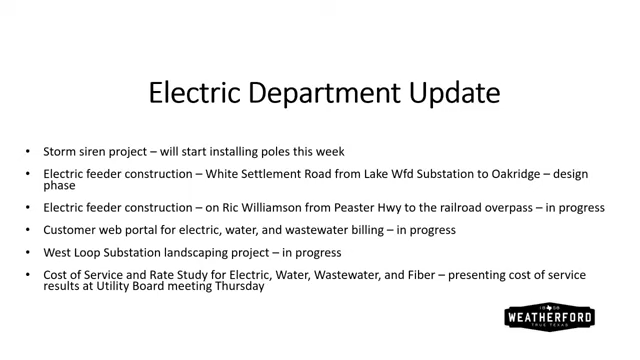 Electric Department Update
• Storm siren project – will start installing poles this week
• Electric feeder construction – White Settlement Road from Lake Wfd Substation to Oakridge – design
phase
• Electric feeder construction – on Ric Williamson from Peaster Hwy to the railroad overpass – in progress
• Customer web portal for electric, water, and wastewater billing – in progress
• West Loop Substation landscaping project – in progress
• Cost of Service and Rate Study for Electric, Water, Wastewater, and Fiber – presenting cost of service
results at Utility Board meeting Thursday
WEATHERFORD
TRUE TEXAS